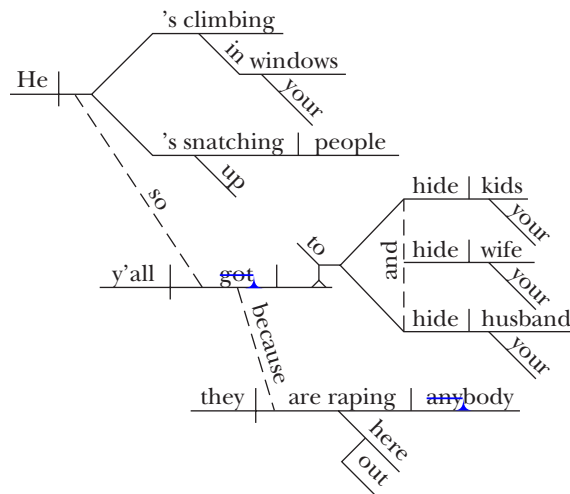 's climbing
in windows
your
He
's snatching people
up
so
hide kids
your
to
and
hide wife
your
y'all got
hide husband
your
because
they are raping anybody
here
out